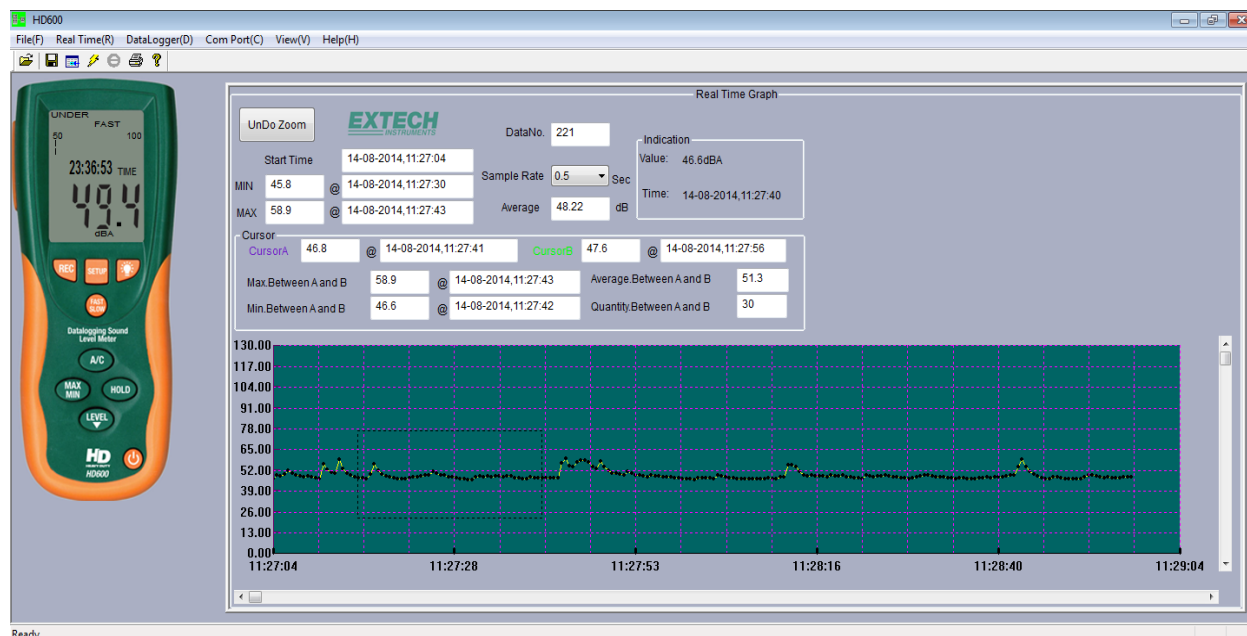 HD600
File(F) Real Time(R) DataLogger(D) Com Port(C) View(V) Help(H)
UNDER
FAST
50 100
23:36:53 TIME
49.4
dBA
REC SETUP
FAST SLOW
Datalogging Sound
Level Meter
A/C
MAX MIN HOLD
LEVEL
HD
HD600
Real Time Graph
UnDo Zoom
EXTECH
INSTRUMENTS
DataNo. 221
Start Time 14-08-2014,11:27:04
MIN 45.8 @ 14-08-2014,11:27:30
MAX 58.9 @ 14-08-2014,11:27:43
Sample Rate 0.5 Sec
Average 48.22 dB
Indication
Value: 46.6dBA
Time: 14-08-2014,11:27:40
Cursor
CursorA 46.8 @ 14-08-2014,11:27:41 CursorB 47.6 @ 14-08-2014,11:27:56
Max.Between A and B 58.9 @ 14-08-2014,11:27:43 Average.Between A and B 51.3
Min.Between A and B 46.6 @ 14-08-2014,11:27:42 Quantity.Between A and B 30
130.00
117.00
104.00
91.00
78.00
65.00
52.00
39.00
26.00
13.00
0.00
11:27:04 11:27:28 11:27:53 11:28:16 11:28:40 11:29:04
Ready